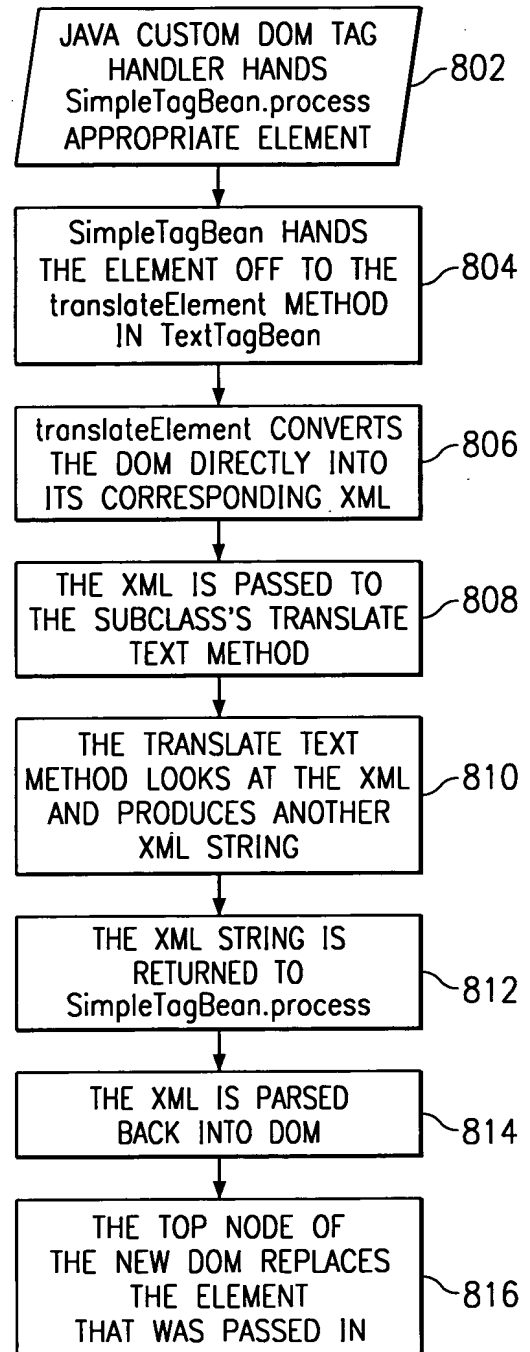 JAVA CUSTOM DOM TAG
HANDLER HANDS
SimpleTagBean.process
APPROPRIATE ELEMENT
802
SimpleTagBean HANDS
THE ELEMENT OFF TO THE
translateElement METHOD
IN TextTagBean
804
translateElement CONVERTS
THE DOM DIRECTLY INTO
ITS CORRESPONDING XML
806
THE XML IS PASSED TO
THE SUBCLASS'S TRANSLATE
TEXT METHOD
808
THE TRANSLATE TEXT
METHOD LOOKS AT THE XML
AND PRODUCES ANOTHER
XML STRING
810
THE XML STRING IS
RETURNED TO
SimpleTagBean.process
812
THE XML IS PARSED
BACK INTO DOM
814
THE TOP NODE OF
THE NEW DOM REPLACES
THE ELEMENT
THAT WAS PASSED IN
816